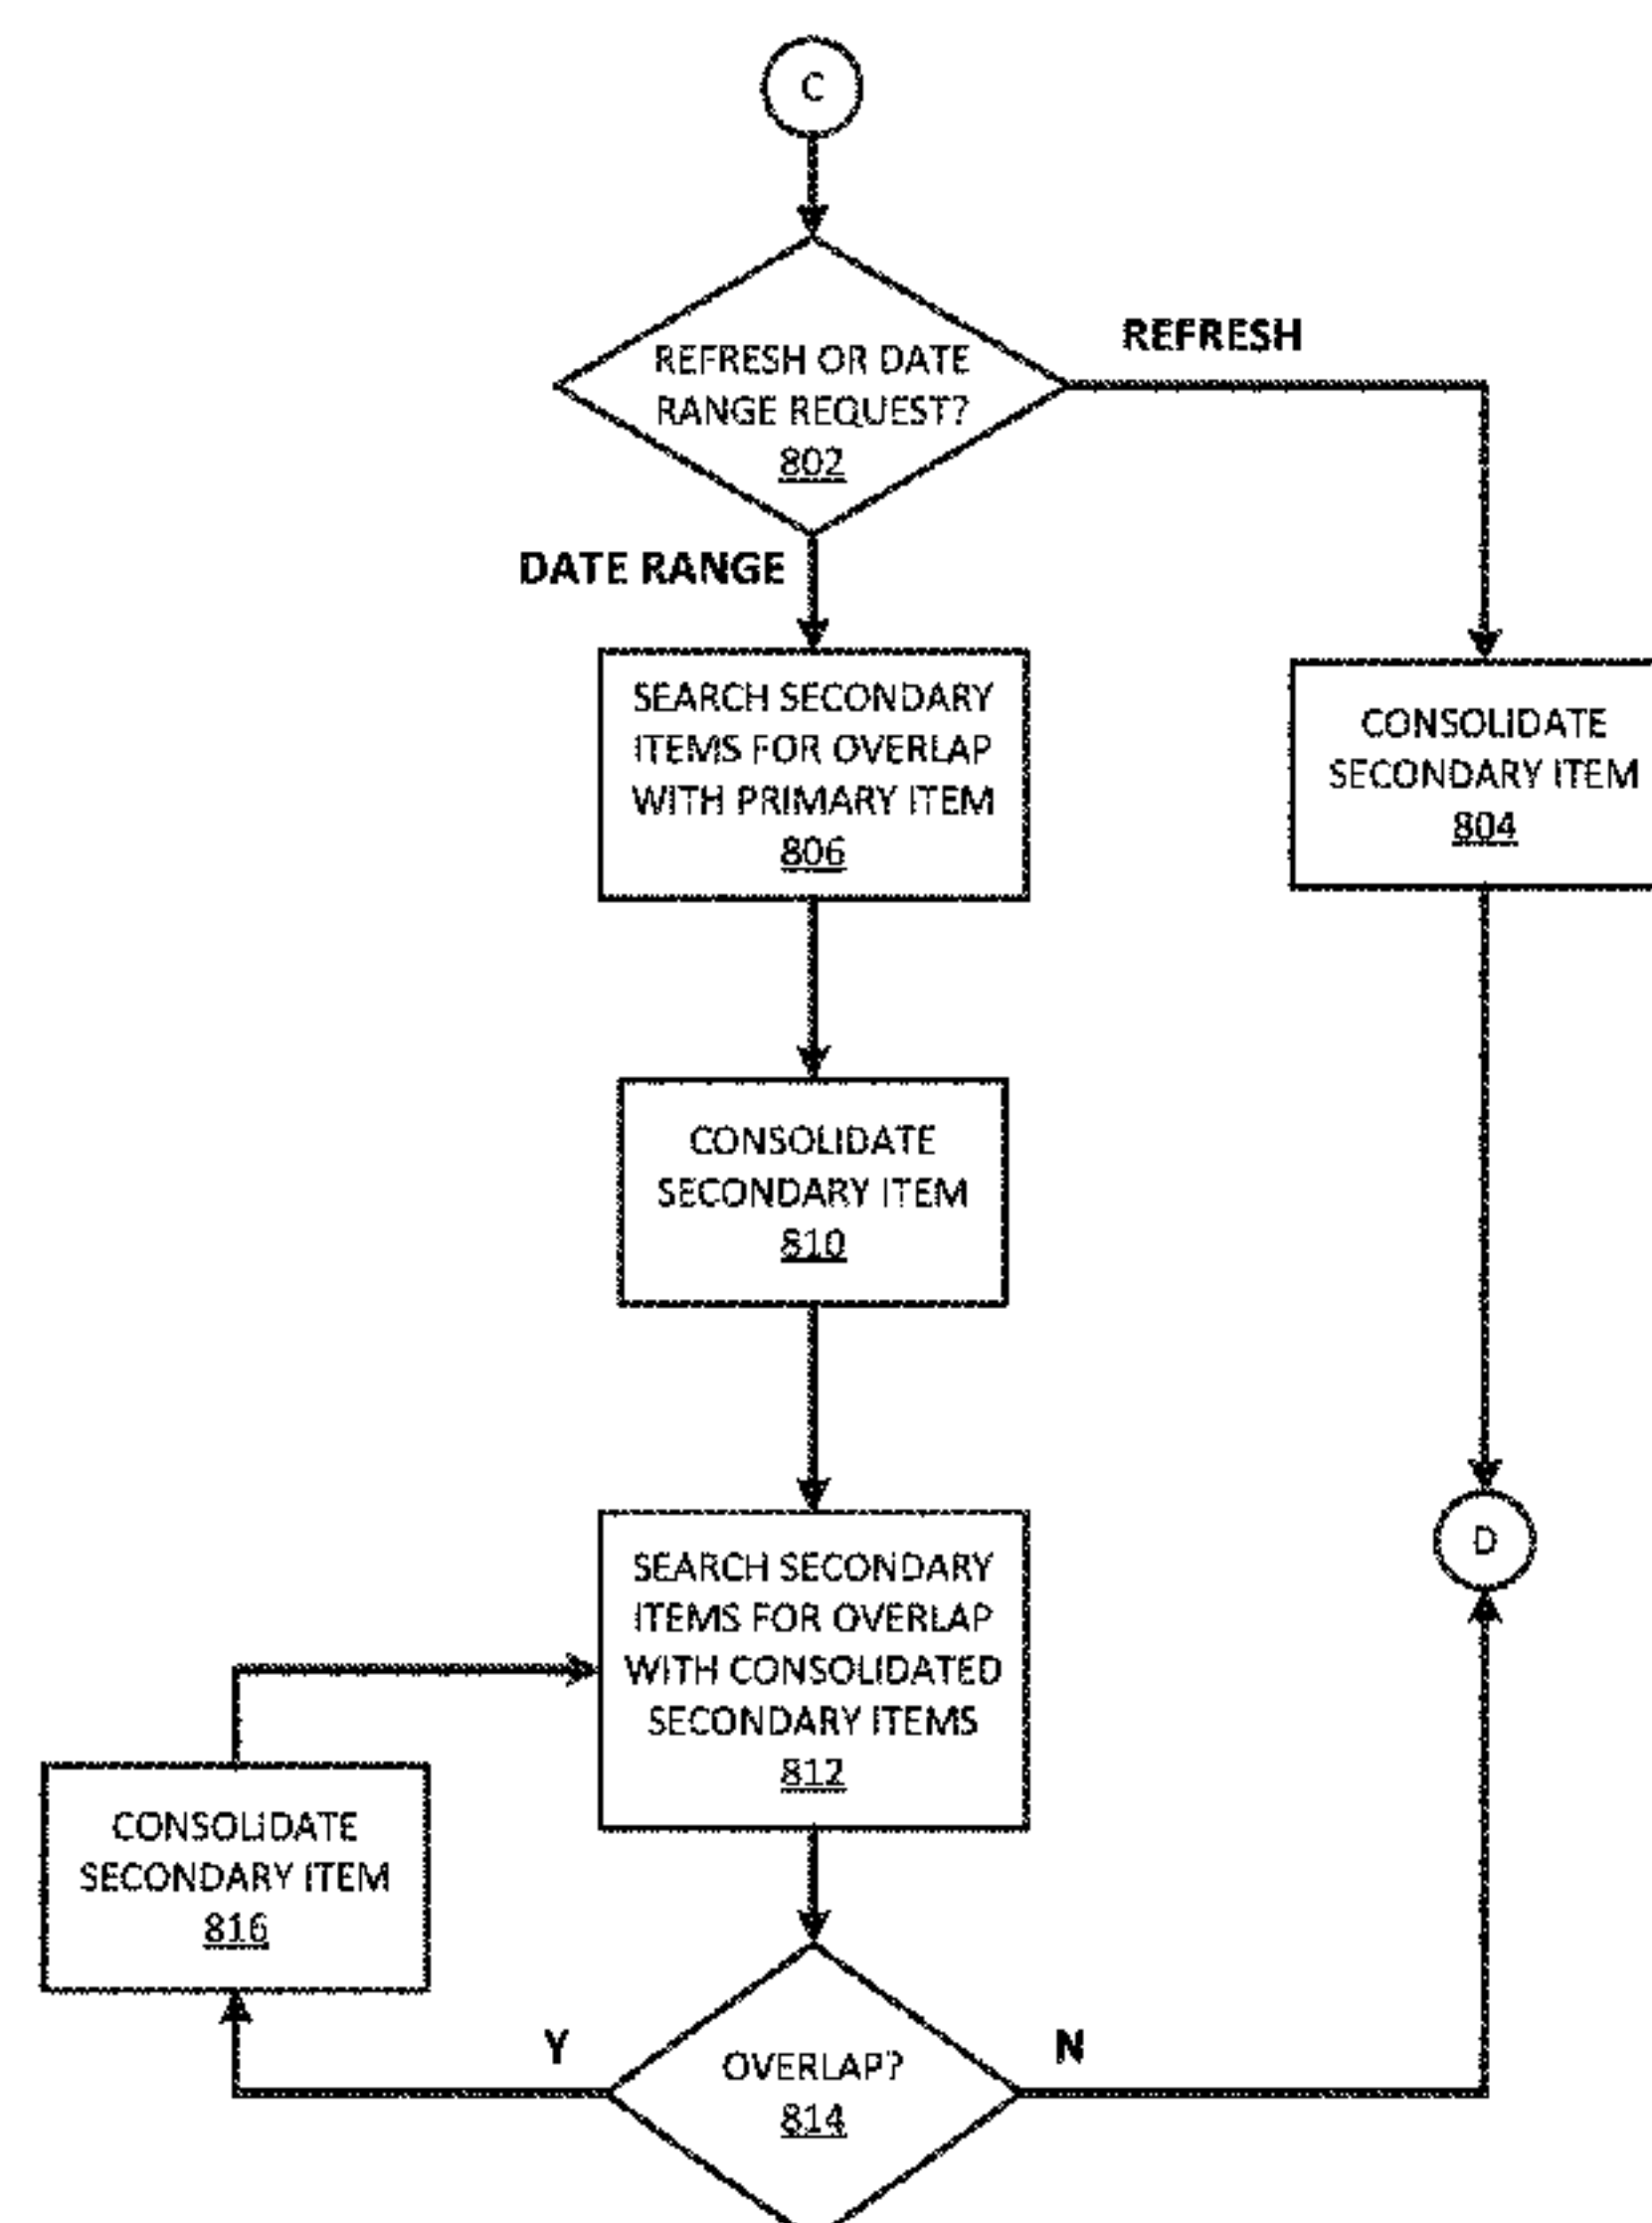 C
REFRESH OR DATE
RANGE REQUEST?
802
REFRESH
DATE RANGE
SEARCH SECONDARY
ITEMS FOR OVERLAP
WITH PRIMARY ITEM
806
CONSOLIDATE
SECONDARY ITEM
804
CONSOLIDATE
SECONDARY ITEM
810
SEARCH SECONDARY
ITEMS FOR OVERLAP
WITH CONSOLIDATED
SECONDARY ITEMS
812
D
CONSOLIDATE
SECONDARY ITEM
816
Y
OVERLAP?
814
N